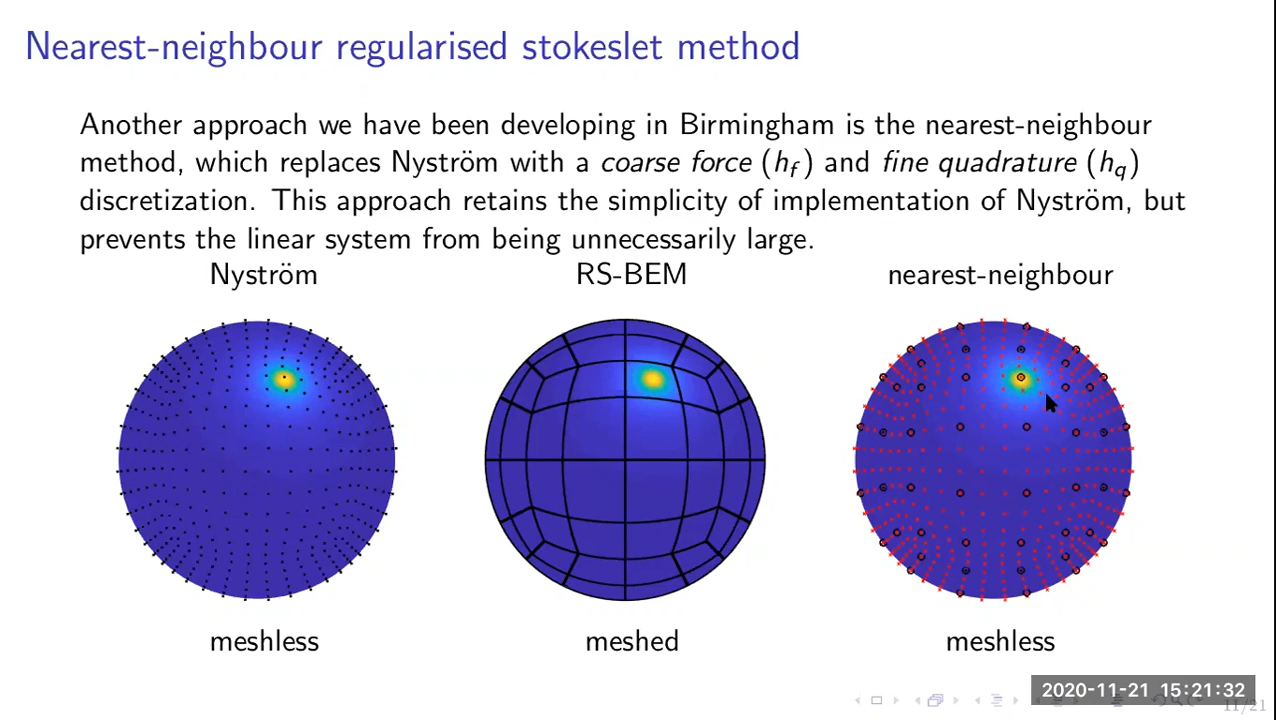 Nearest-neighbour regularised stokeslet method
Another approach we have been developing in Birmingham is the nearest-neighbour
method, which replaces Nyström with a coarse force (h_f) and fine quadrature (h_q)
discretization. This approach retains the simplicity of implementation of Nyström, but
prevents the linear system from being unnecessarily large.
Nyström RS-BEM nearest-neighbour
meshless meshed meshless
2020-11-21 15:21:32
11/21